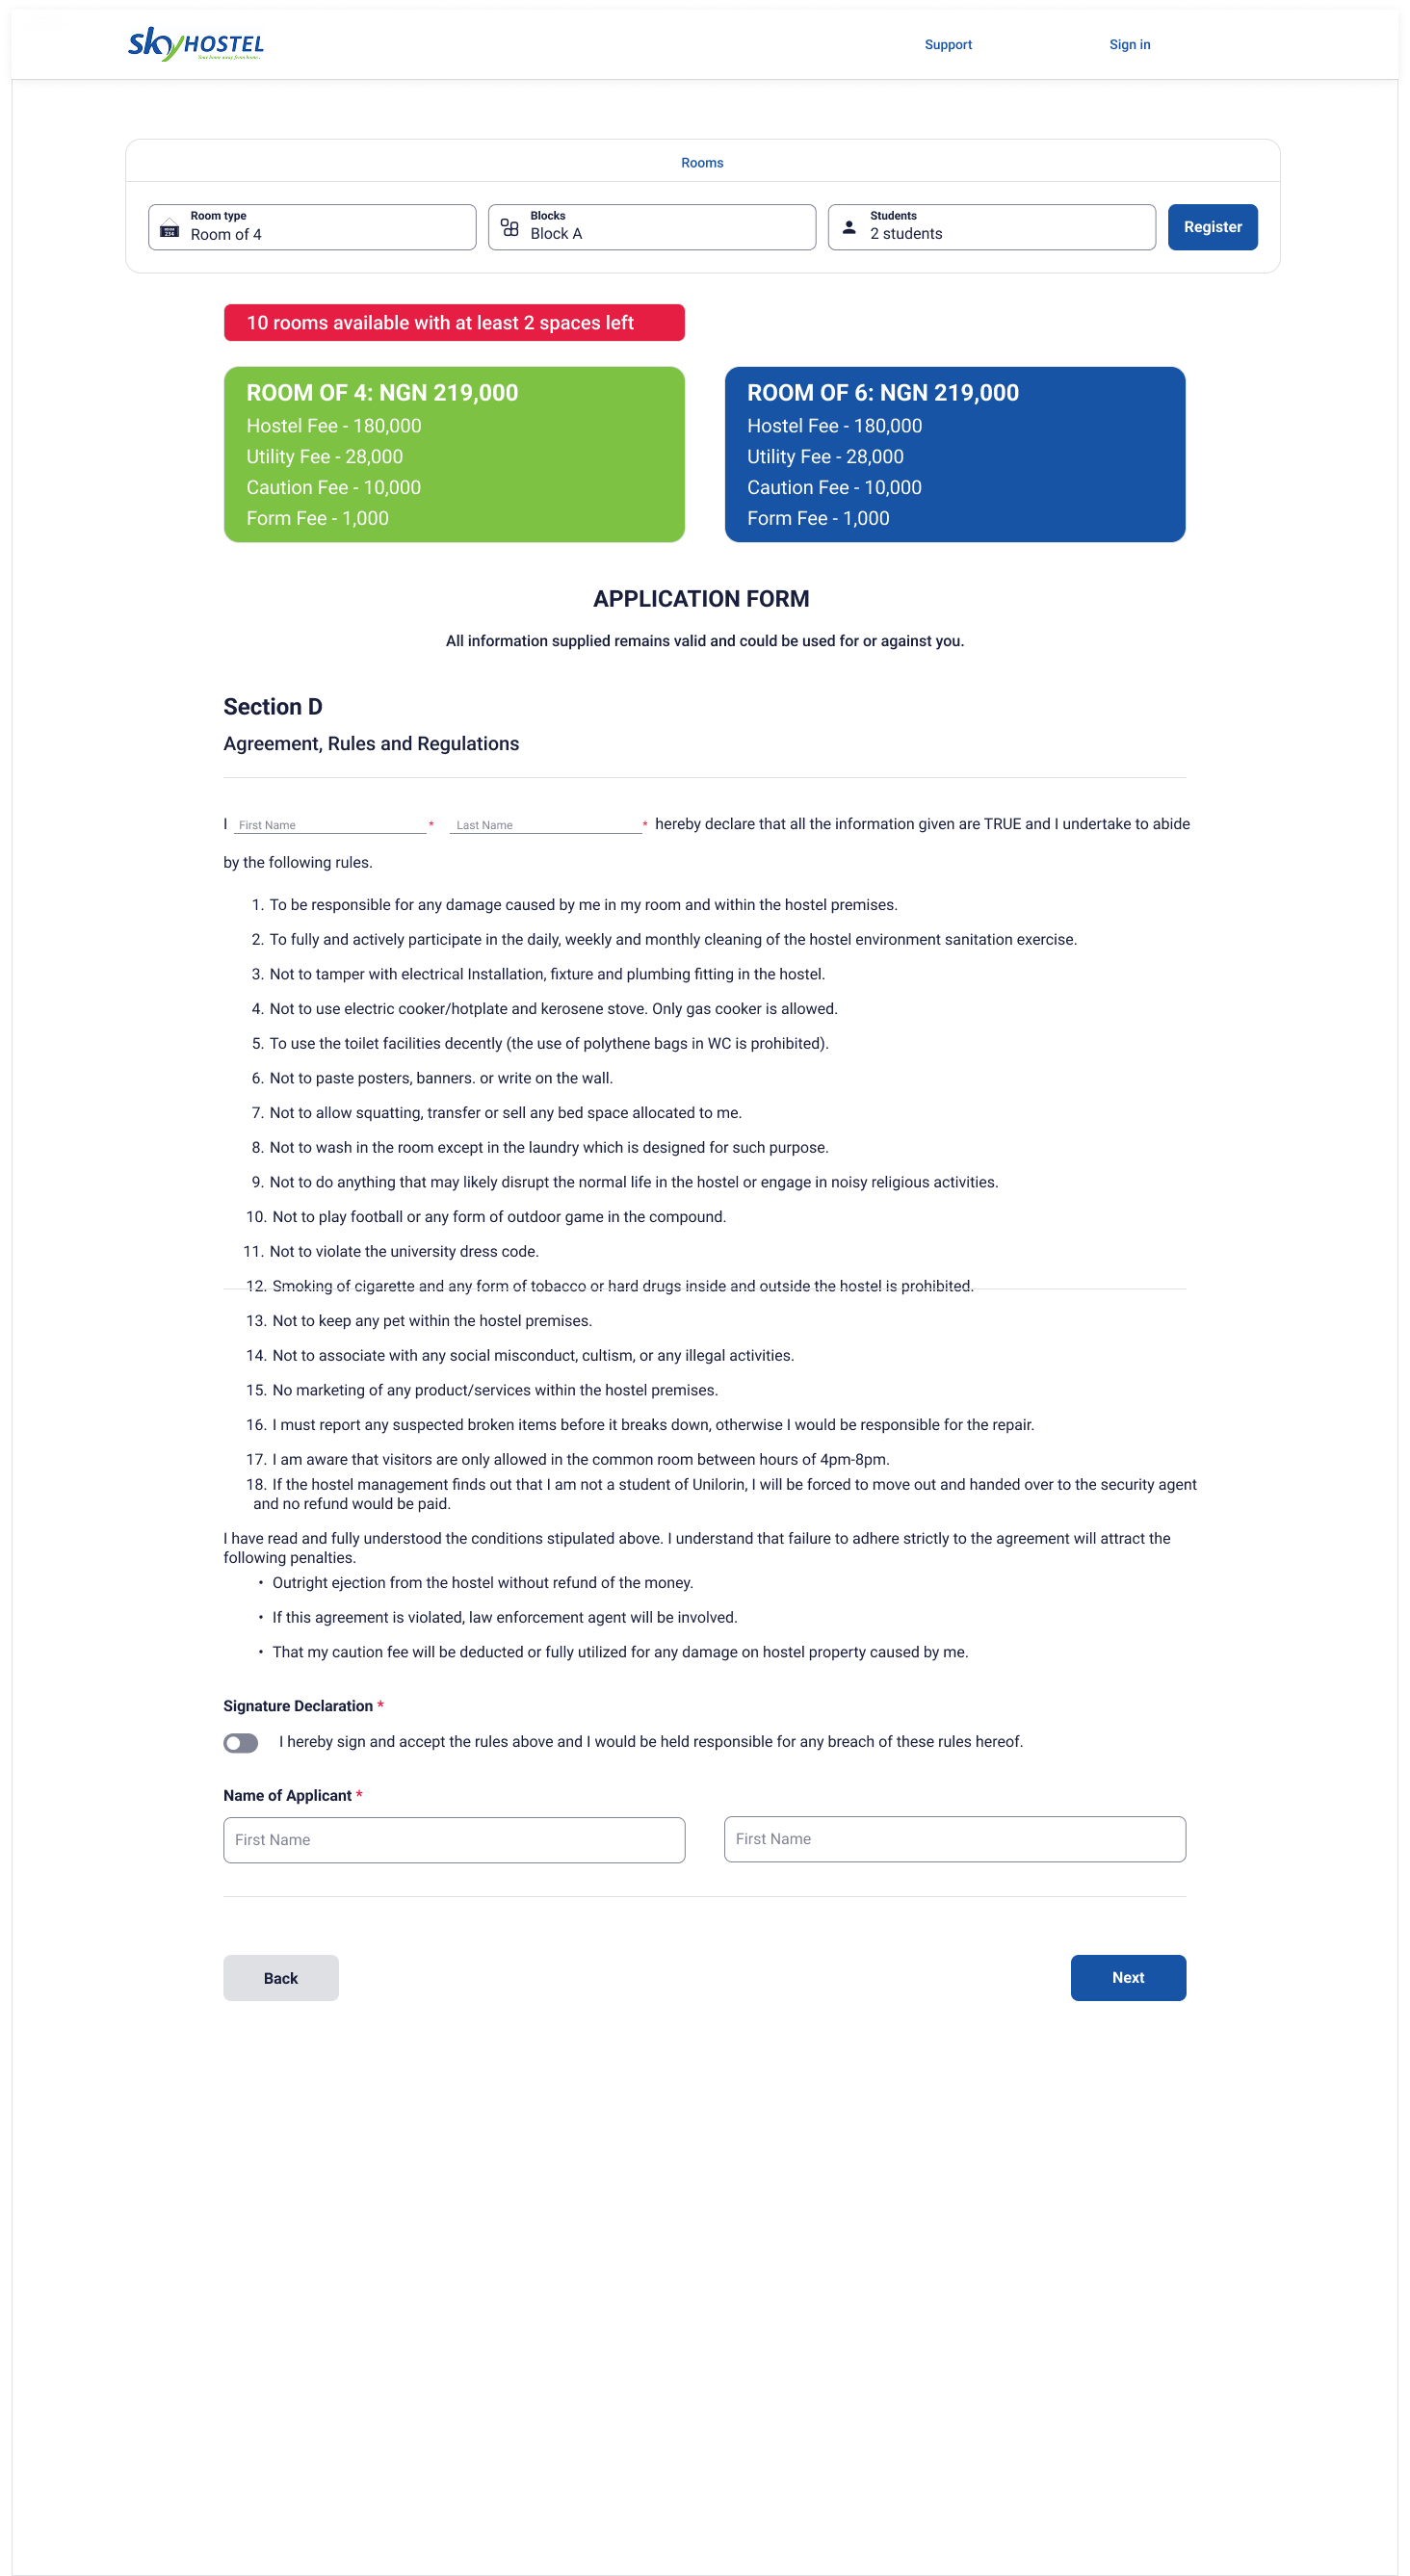 sky HOSTEL
Your home away from home..
Support
Sign in
Rooms
Room type
Room of 4
Blocks
Block A
Students
2 students
Register
10 rooms available with at least 2 spaces left
ROOM OF 4: NGN 219,000
Hostel Fee - 180,000
Utility Fee - 28,000
Caution Fee - 10,000
Form Fee - 1,000
ROOM OF 6: NGN 219,000
Hostel Fee - 180,000
Utility Fee - 28,000
Caution Fee - 10,000
Form Fee - 1,000
APPLICATION FORM
All information supplied remains valid and could be used for or against you.
Section D
Agreement, Rules and Regulations
I First Name * Last Name * hereby declare that all the information given are TRUE and I undertake to abide
by the following rules.
1. To be responsible for any damage caused by me in my room and within the hostel premises.
2. To fully and actively participate in the daily, weekly and monthly cleaning of the hostel environment sanitation exercise.
3. Not to tamper with electrical Installation, fixture and plumbing fitting in the hostel.
4. Not to use electric cooker/hotplate and kerosene stove. Only gas cooker is allowed.
5. To use the toilet facilities decently (the use of polythene bags in WC is prohibited).
6. Not to paste posters, banners. or write on the wall.
7. Not to allow squatting, transfer or sell any bed space allocated to me.
8. Not to wash in the room except in the laundry which is designed for such purpose.
9. Not to do anything that may likely disrupt the normal life in the hostel or engage in noisy religious activities.
10. Not to play football or any form of outdoor game in the compound.
11. Not to violate the university dress code.
12. Smoking of cigarette and any form of tobacco or hard drugs inside and outside the hostel is prohibited.
13. Not to keep any pet within the hostel premises.
14. Not to associate with any social misconduct, cultism, or any illegal activities.
15. No marketing of any product/services within the hostel premises.
16. I must report any suspected broken items before it breaks down, otherwise I would be responsible for the repair.
17. I am aware that visitors are only allowed in the common room between hours of 4pm-8pm.
18. If the hostel management finds out that I am not a student of Unilorin, I will be forced to move out and handed over to the security agent
and no refund would be paid.
I have read and fully understood the conditions stipulated above. I understand that failure to adhere strictly to the agreement will attract the
following penalties.
• Outright ejection from the hostel without refund of the money.
• If this agreement is violated, law enforcement agent will be involved.
• That my caution fee will be deducted or fully utilized for any damage on hostel property caused by me.
Signature Declaration *
I hereby sign and accept the rules above and I would be held responsible for any breach of these rules hereof.
Name of Applicant *
First Name
First Name
Back
Next